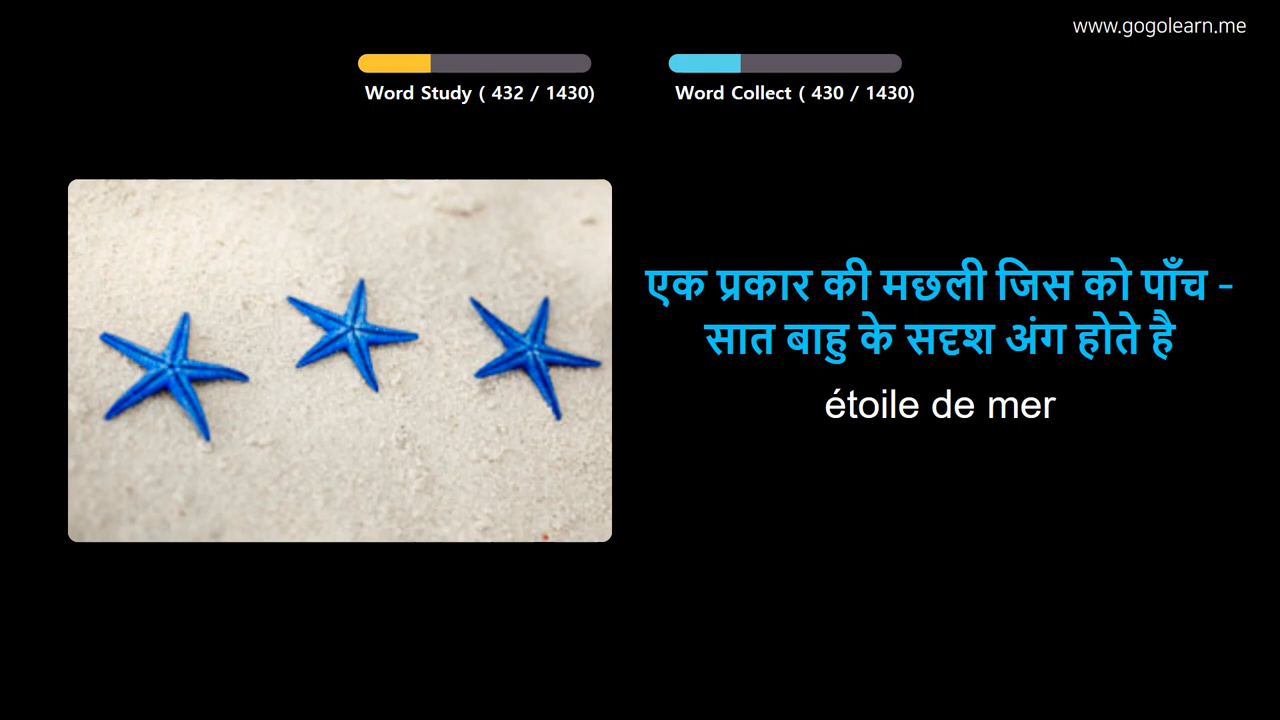 www.gogolearn.me
Word Study ( 432 / 1430)
Word Collect ( 430 / 1430)
एक प्रकार की मछली जिस को पाँच -
सात बाहु के सदृश अंग होते है
étoile de mer